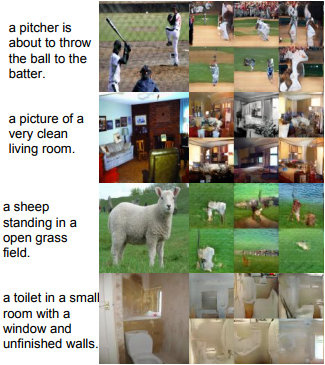 a pitcher is
about to throw
the ball to the
batter.
a picture of a
very clean
living room.
a sheep
standing in a
open grass
field.
a toilet in a small
room with a
window and
unfinished walls.